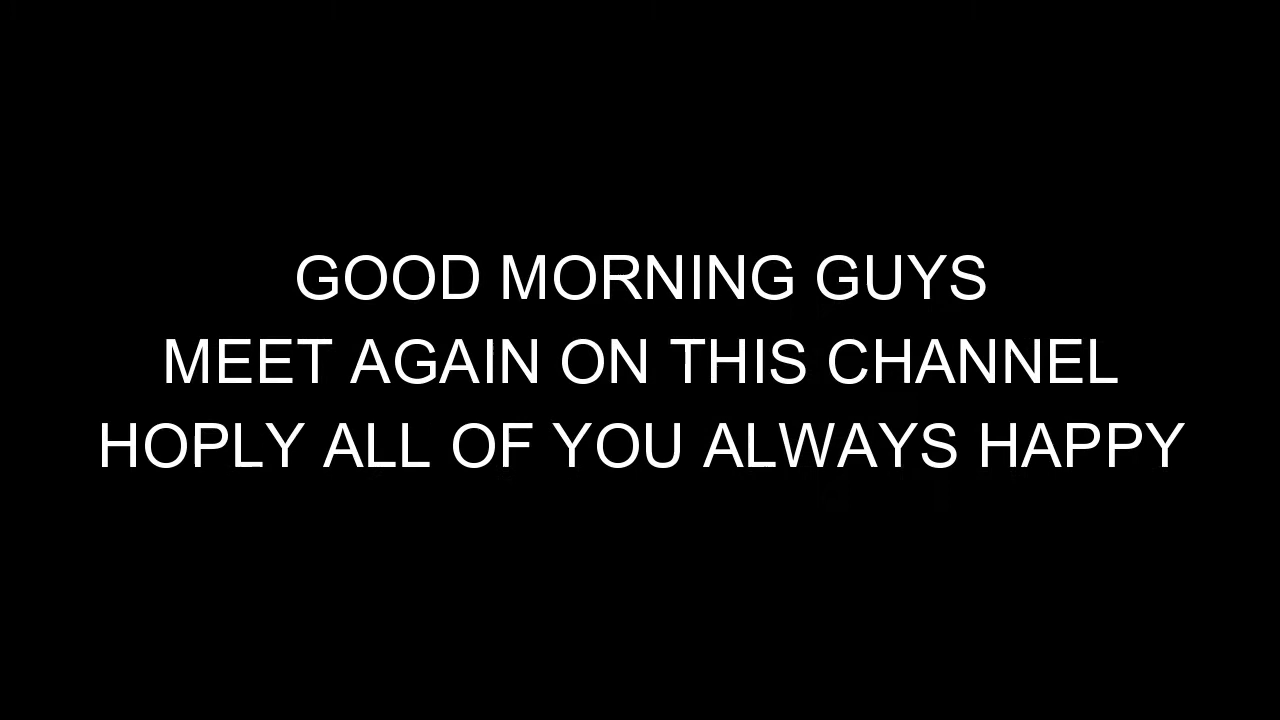 GOOD MORNING GUYS
MEET AGAIN ON THIS CHANNEL
HOPLY ALL OF YOU ALWAYS HAPPY